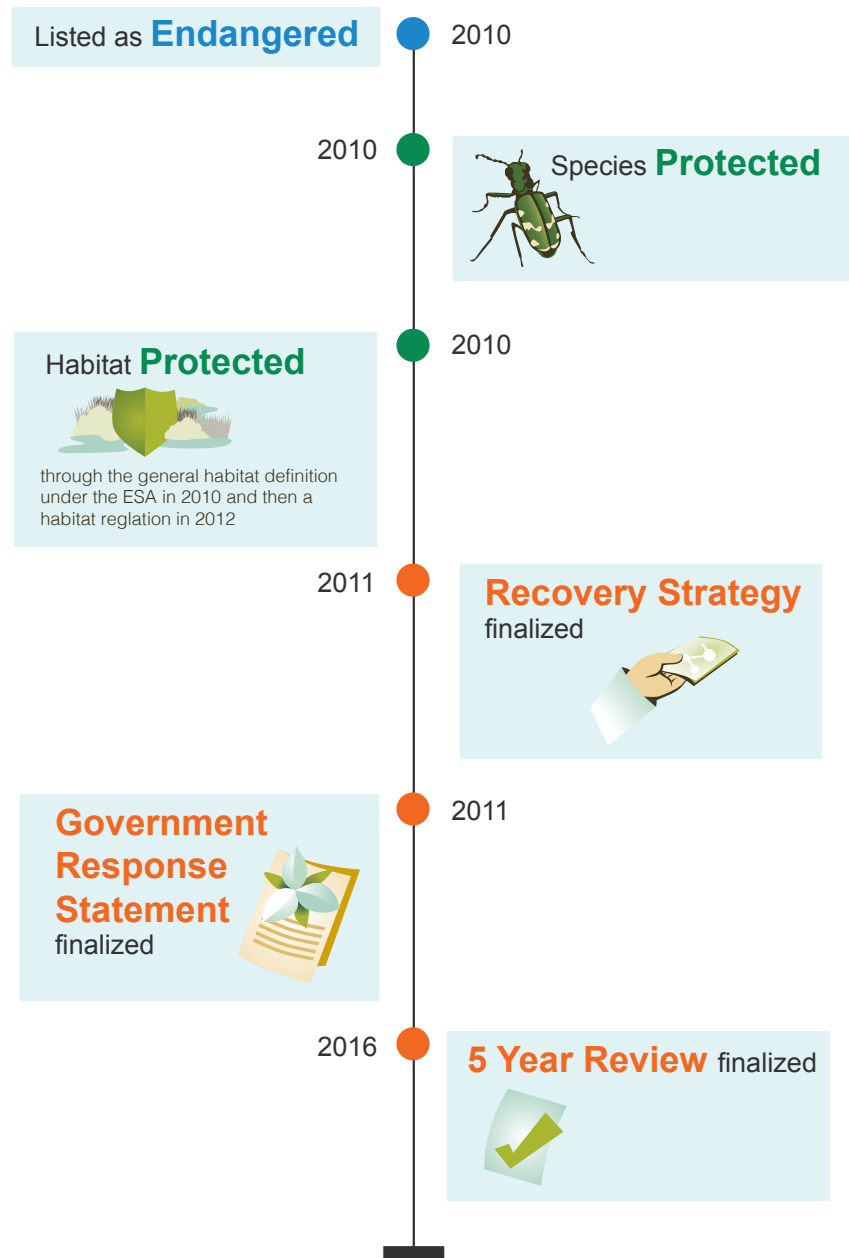 Listed as Endangered
2010
2010
Species Protected
2010
Habitat Protected
through the general habitat definition
under the ESA in 2010 and then a
habitat reglation in 2012
2011
Recovery Strategy
finalized
2011
Government
Response
Statement
finalized
2016
5 Year Review finalized